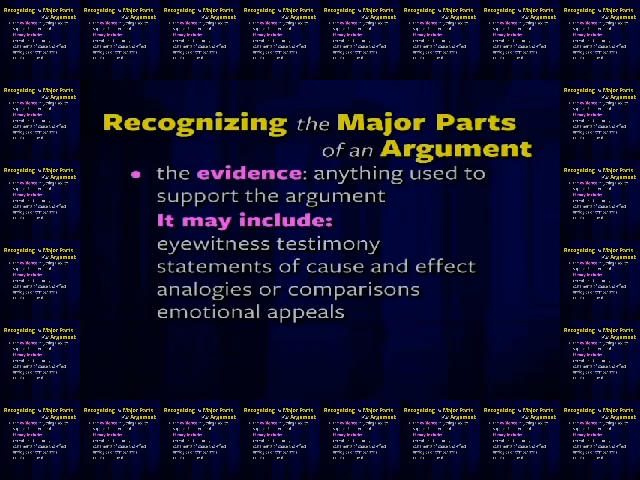 Recognizing the Major Parts
of an Argument
• the evidence: anything used to
support the argument
It may include:
eyewitness testimony
statements of cause and effect
analogies or comparisons
emotional appeals